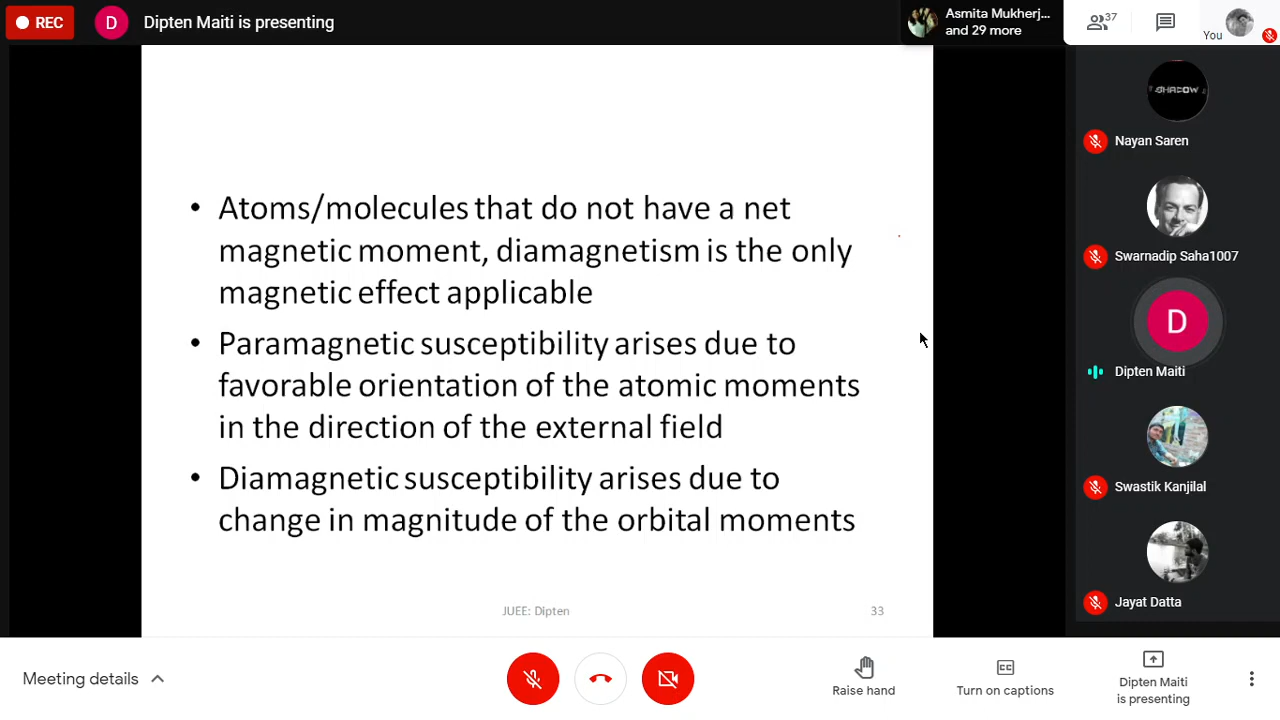 REC
D
Dipten Maiti is presenting
Asmita Mukherj...
and 29 more
37
You
SHADOW
Nayan Saren
Swarnadip Saha1007
D
Dipten Maiti
Swastik Kanjilal
Jayat Datta
• Atoms/molecules that do not have a net
magnetic moment, diamagnetism is the only
magnetic effect applicable
• Paramagnetic susceptibility arises due to
favorable orientation of the atomic moments
in the direction of the external field
• Diamagnetic susceptibility arises due to
change in magnitude of the orbital moments
JUEE: Dipten
33
Meeting details
Raise hand
Turn on captions
Dipten Maiti
is presenting